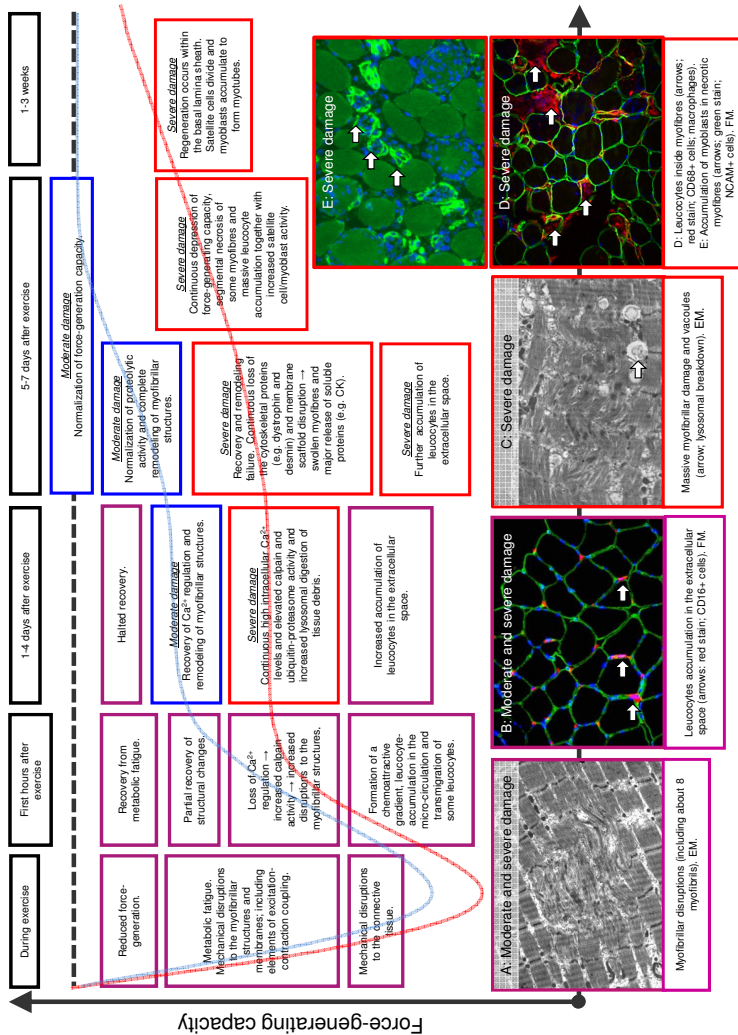 Force-generating capacity
During exercise
First hours after
exercise
1-4 days after exercise
5-7 days after exercise
1-3 weeks
Reduced force-
generation.
Metabolic fatigue.
Mechanical disruptions
to the myofibrillar
structures and
membranes; including
elements of excitation-
contraction coupling.
Mechanical disruptions
to the connective
tissue.
Recovery from
metabolic fatigue.
Partial recovery of
structural changes.
Loss of Ca²⁺
regulation →
increased calpain
activity → increased
disruptions to the
myofibrillar structures.
Formation of a
chemoattractive
gradient, leucocyte-
accumulation in the
micro-circulation and
transmigration of
some leucocytes.
Halted recovery.
Moderate damage
Recovery of Ca²⁺ regulation and
remodeling of myofibrillar structures.
Severe damage
Continuous high intracellular Ca²⁺
levels and elevated calpain and
ubiquitin-proteasome activity and
increased lysosomal digestion of
tissue debris.
Increased accumulation of
leucocytes in the extracellular
space.
Moderate damage
Normalization of force-generation capacity.
Moderate damage
Normalization of proteolytic
activity and complete
remodeling of myofibrillar
structures.
Severe damage
Recovery and remodeling
failure. Continuous loss of
the cytoskeletal proteins
(e.g. dystrophin and
desmin) and membrane
scaffold disruption →
swollen myofibres and
major release of soluble
proteins (e.g. CK).
Severe damage
Further accumulation of
leucocytes in the
extracellular space.
Severe damage
Continuous depression of
force-generating capacity,
segmental necrosis of
some myofibres and
massive leucocyte
accumulation together with
increased satellite
cell/myoblast activity.
Severe damage
Regeneration occurs within
the basal lamina sheath.
Satellite cells divide and
myoblasts accumulate to
form myotubes.
A: Moderate and severe damage
Myofibrillar disruptions (including about 8
myofibrils). EM.
B: Moderate and severe damage
Leucocytes accumulation in the extracellular
space (arrows: red stain; CD16+ cells). FM.
C: Severe damage
Massive myofibrillar damage and vacoules
(arrow; lysosomal breakdown). EM.
E: Severe damage
D: Severe damage
D: Leucocytes inside myofibres (arrows;
red stain; CD68+ cells; macrophages).
E: Accumulation of myoblasts in necrotic
myofibres (arrows; green stain;
NCAM+ cells). FM.